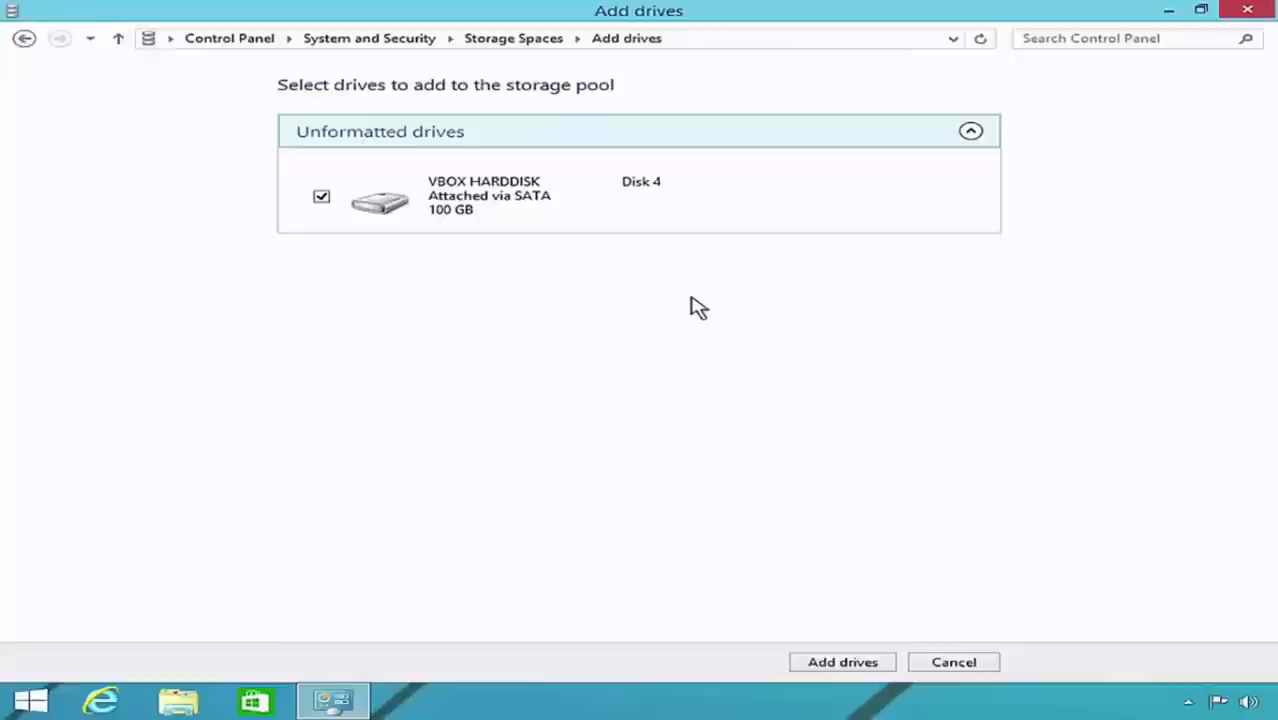 Add drives
Control Panel System and Security Storage Spaces Add drives Search Control Panel
Select drives to add to the storage pool
Unformatted drives
VBOX HARDDISK Disk 4
Attached via SATA
100 GB
Add drives Cancel